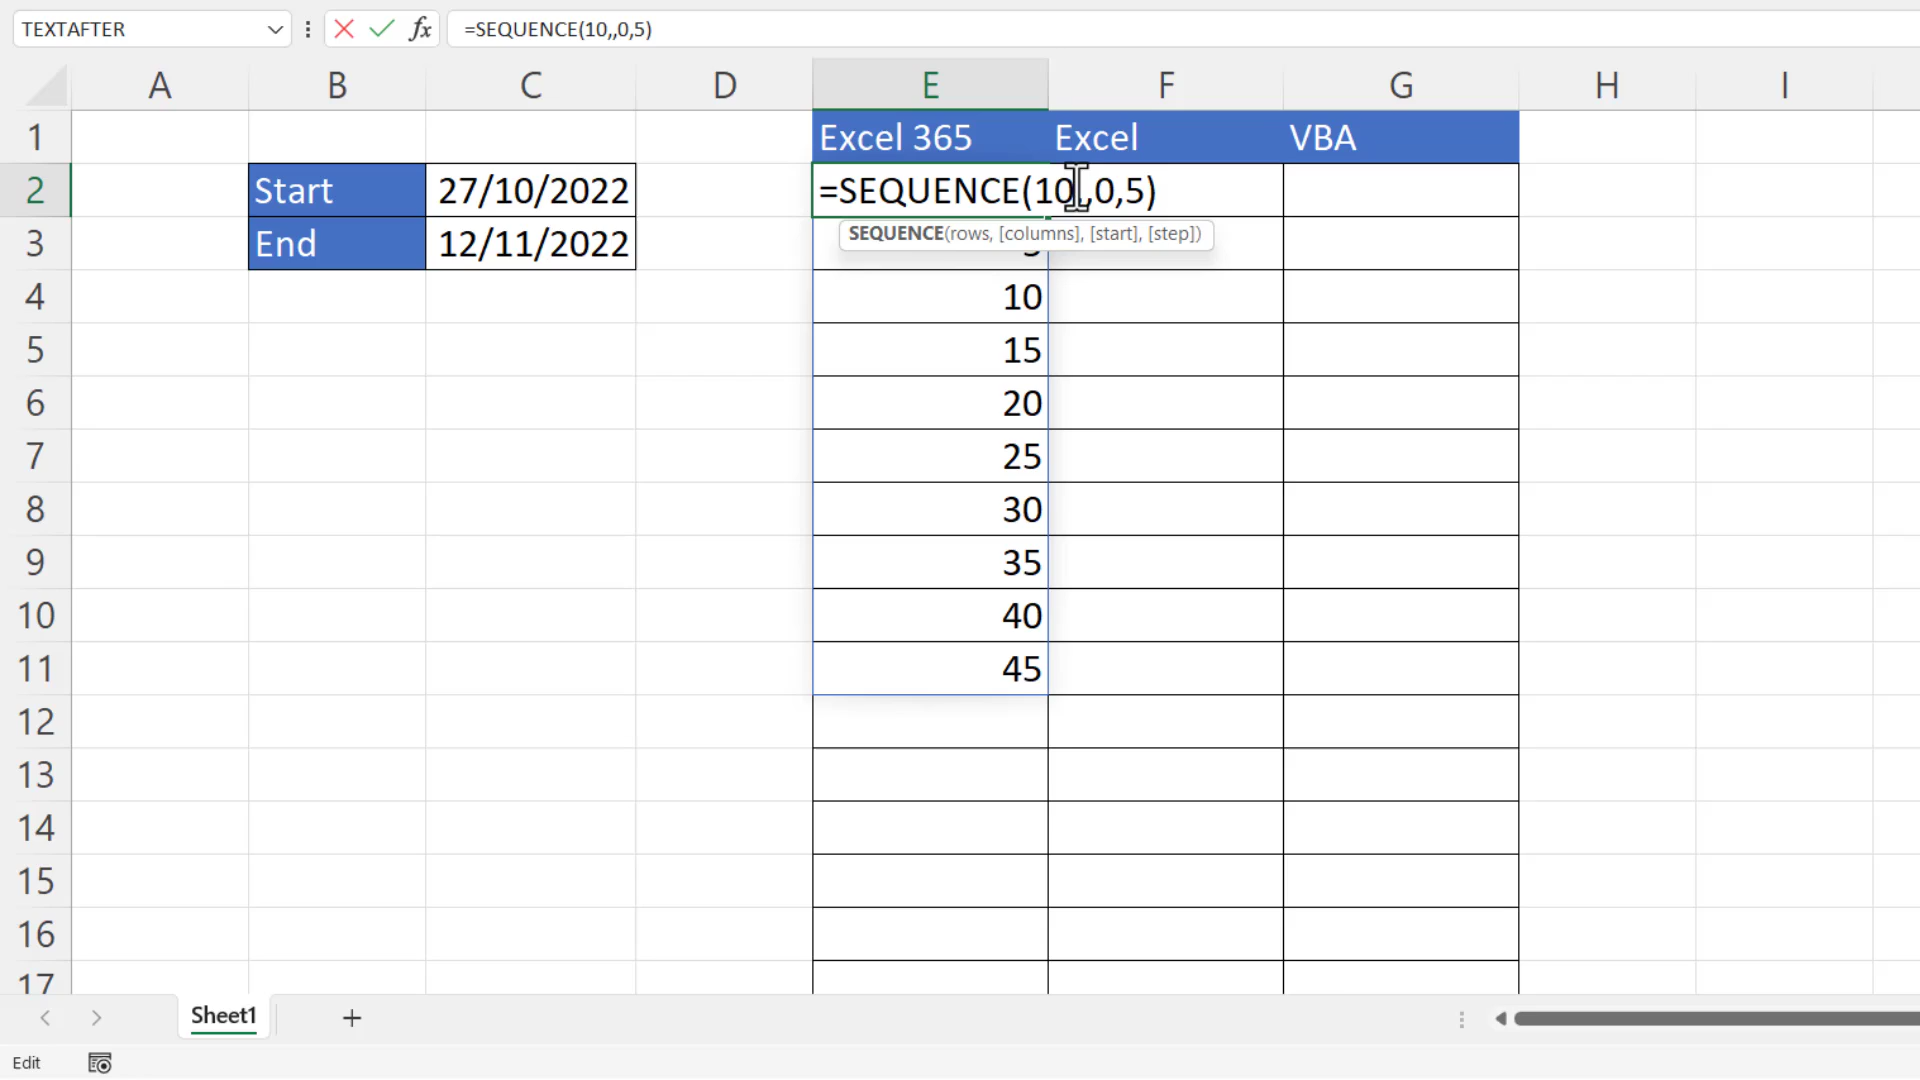 TEXTAFTER fx =SEQUENCE(10,,0,5)
A B C D E F G H I
1 Excel 365 Excel VBA
2 Start 27/10/2022 =SEQUENCE(10,,0,5)
SEQUENCE(rows, [columns], [start], [step])
3 End 12/11/2022
4 10
5 15
6 20
7 25
8 30
9 35
10 40
11 45
12
13
14
15
16
17
Sheet1
Edit